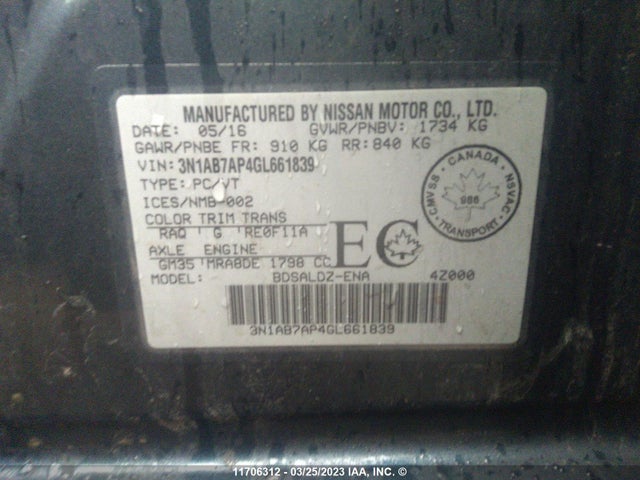 MANUFACTURED BY NISSAN MOTOR CO., LTD.
DATE: 05/16 GVWR/PNBV: 1734 KG
GAWR/PNBE FR: 910 KG RR: 840 KG
VIN: 3N1AB7AP4GL661839
TYPE: PC/VT
ICES/NMB-002
COLOR TRIM TRANS
RAQ G RE0F11A
AXLE ENGINE
GM35 MRA8DE 1798 CC
MODEL: BDSALDZ-ENA 4Z000
EC
CANADA
CMVSS NSVAC
986
TRANSPORT
3N1AB7AP4GL661839
11706312 - 03/25/2023 IAA, INC. ©